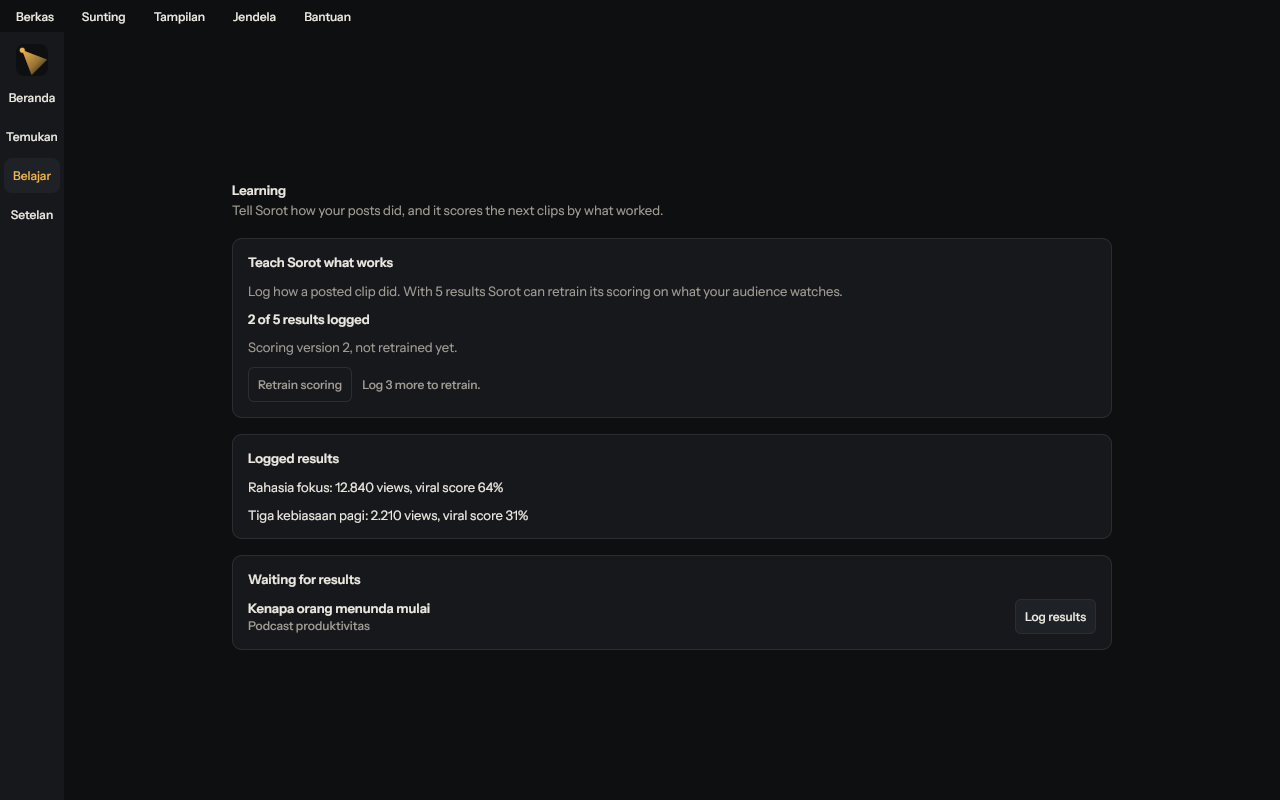 Berkas
Sunting
Tampilan
Jendela
Bantuan
Beranda
Temukan
Belajar
Setelan
Learning
Tell Sorot how your posts did, and it scores the next clips by what worked.
Teach Sorot what works
Log how a posted clip did. With 5 results Sorot can retrain its scoring on what your audience watches.
2 of 5 results logged
Scoring version 2, not retrained yet.
Retrain scoring
Log 3 more to retrain.
Logged results
Rahasia fokus: 12.840 views, viral score 64%
Tiga kebiasaan pagi: 2.210 views, viral score 31%
Waiting for results
Kenapa orang menunda mulai
Podcast produktivitas
Log results